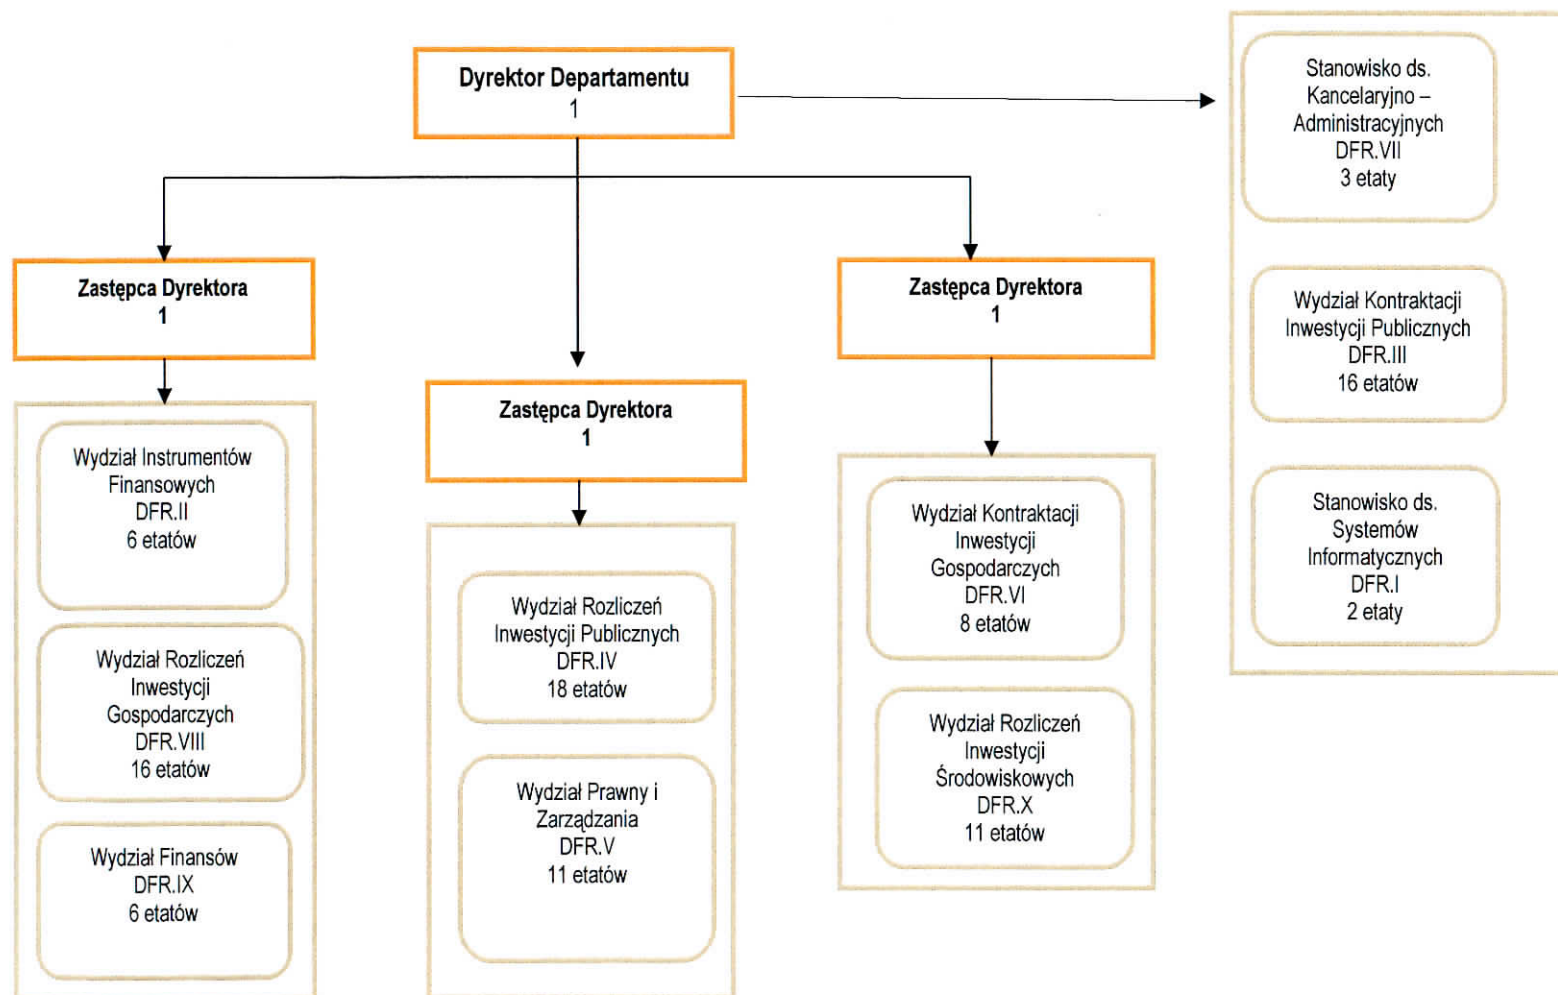 Dyrektor Departamentu
1
Stanowisko ds.
Kancelaryjno –
Administracyjnych
DFR.VII
3 etaty
Wydział Kontraktacji
Inwestycji Publicznych
DFR.III
16 etatów
Stanowisko ds.
Systemów
Informatycznych
DFR.I
2 etaty
Zastępca Dyrektora
1
Wydział Instrumentów
Finansowych
DFR.II
6 etatów
Wydział Rozliczeń
Inwestycji
Gospodarczych
DFR.VIII
16 etatów
Wydział Finansów
DFR.IX
6 etatów
Zastępca Dyrektora
1
Wydział Rozliczeń
Inwestycji Publicznych
DFR.IV
18 etatów
Wydział Prawny i
Zarządzania
DFR.V
11 etatów
Zastępca Dyrektora
1
Wydział Kontraktacji
Inwestycji
Gospodarczych
DFR.VI
8 etatów
Wydział Rozliczeń
Inwestycji
Środowiskowych
DFR.X
11 etatów